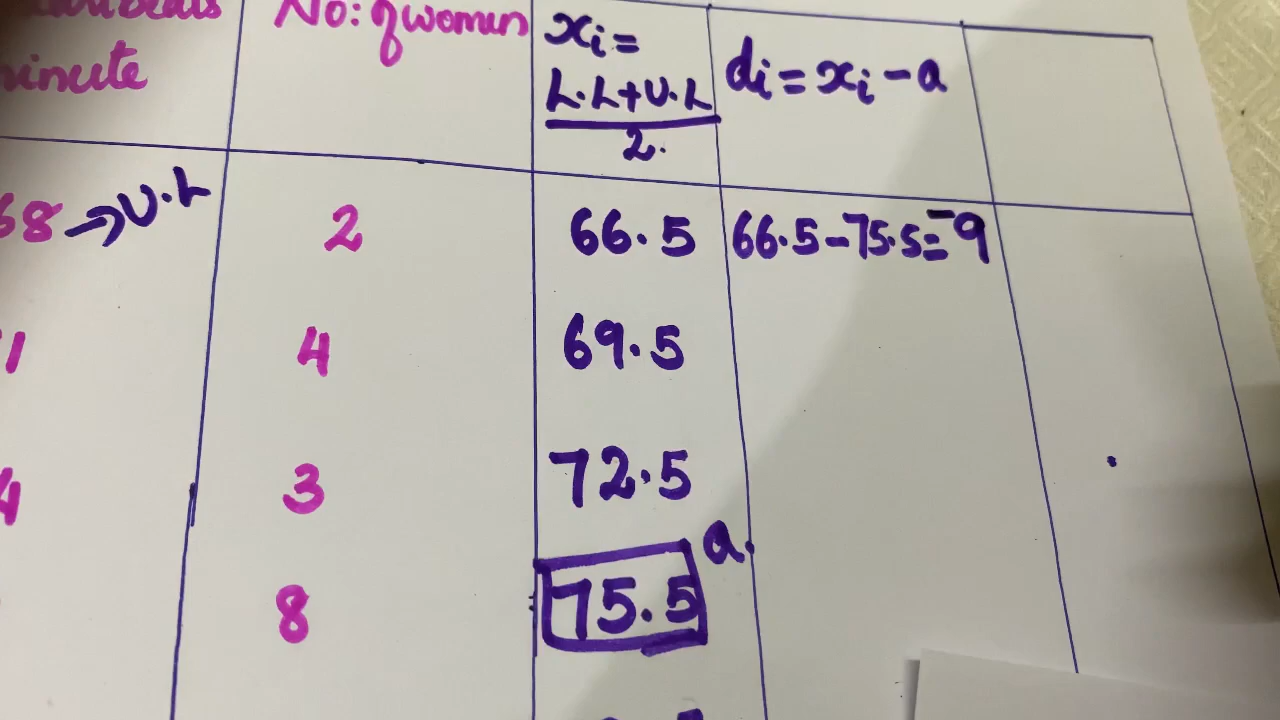 No: of women
minute
xi =
L.L+U.L
2.
di = xi - a
68 → U.L
2
66.5
66.5-75.5=-9
4
69.5
3
72.5
a.
8
75.5